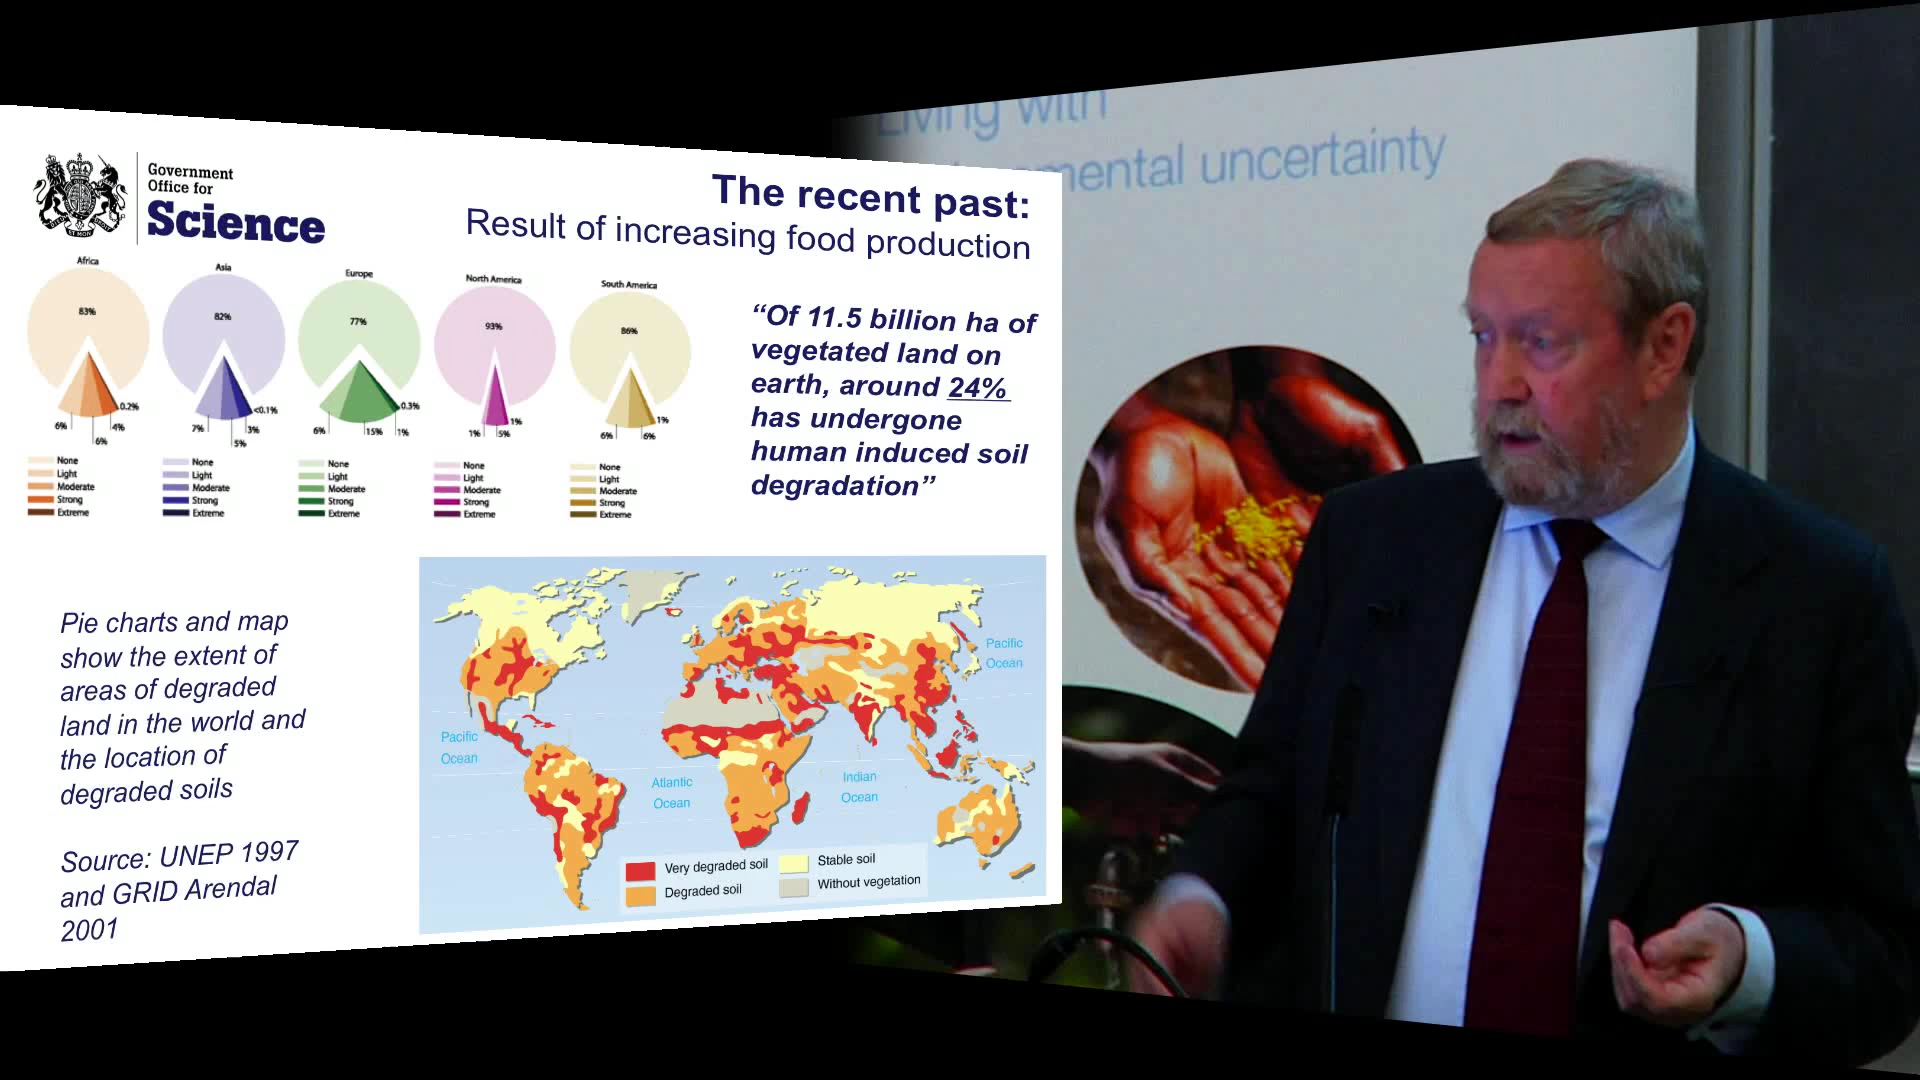 Living with
mental uncertainty
Government
Office for
Science
The recent past:
Result of increasing food production
Africa
83%
6%
6%
4%
0.2%
None
Light
Moderate
Strong
Extreme
Asia
82%
7%
5%
3%
<0.1%
None
Light
Moderate
Strong
Extreme
Europe
77%
6%
15%
1%
0.3%
None
Light
Moderate
Strong
Extreme
North America
93%
1%
5%
1%
None
Light
Moderate
Strong
Extreme
South America
86%
6%
6%
1%
None
Light
Moderate
Strong
Extreme
“Of 11.5 billion ha of
vegetated land on
earth, around 24%
has undergone
human induced soil
degradation”
Pie charts and map
show the extent of
areas of degraded
land in the world and
the location of
degraded soils
Source: UNEP 1997
and GRID Arendal
2001
Pacific
Ocean
Pacific
Ocean
Atlantic
Ocean
Indian
Ocean
Very degraded soil
Degraded soil
Stable soil
Without vegetation